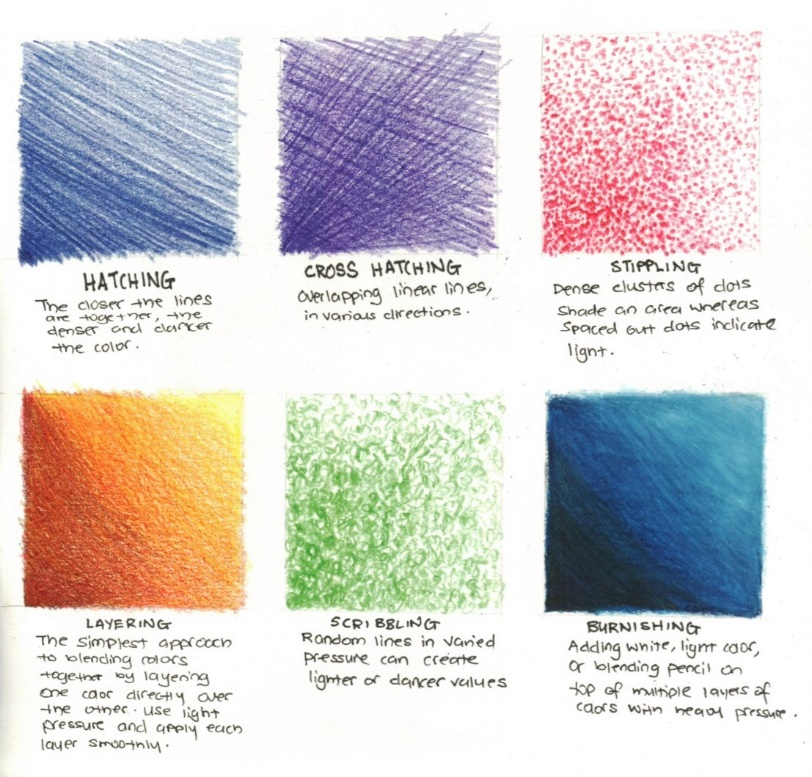 HATCHING
The closer the lines
are together, the
denser and darker
the color.
CROSS HATCHING
Overlapping linear lines,
in various directions.
STIPPLING
Dense clusters of dots
shade an area whereas
spaced out dots indicate
light.
LAYERING
The simplest approach
to blending colors
together by layering
one color directly over
the other. Use light
pressure and apply each
layer smoothly.
SCRIBBLING
Random lines in varied
pressure can create
lighter or darker values
BURNISHING
Adding white, light color,
or blending pencil on
top of multiple layers of
colors with heavy pressure.